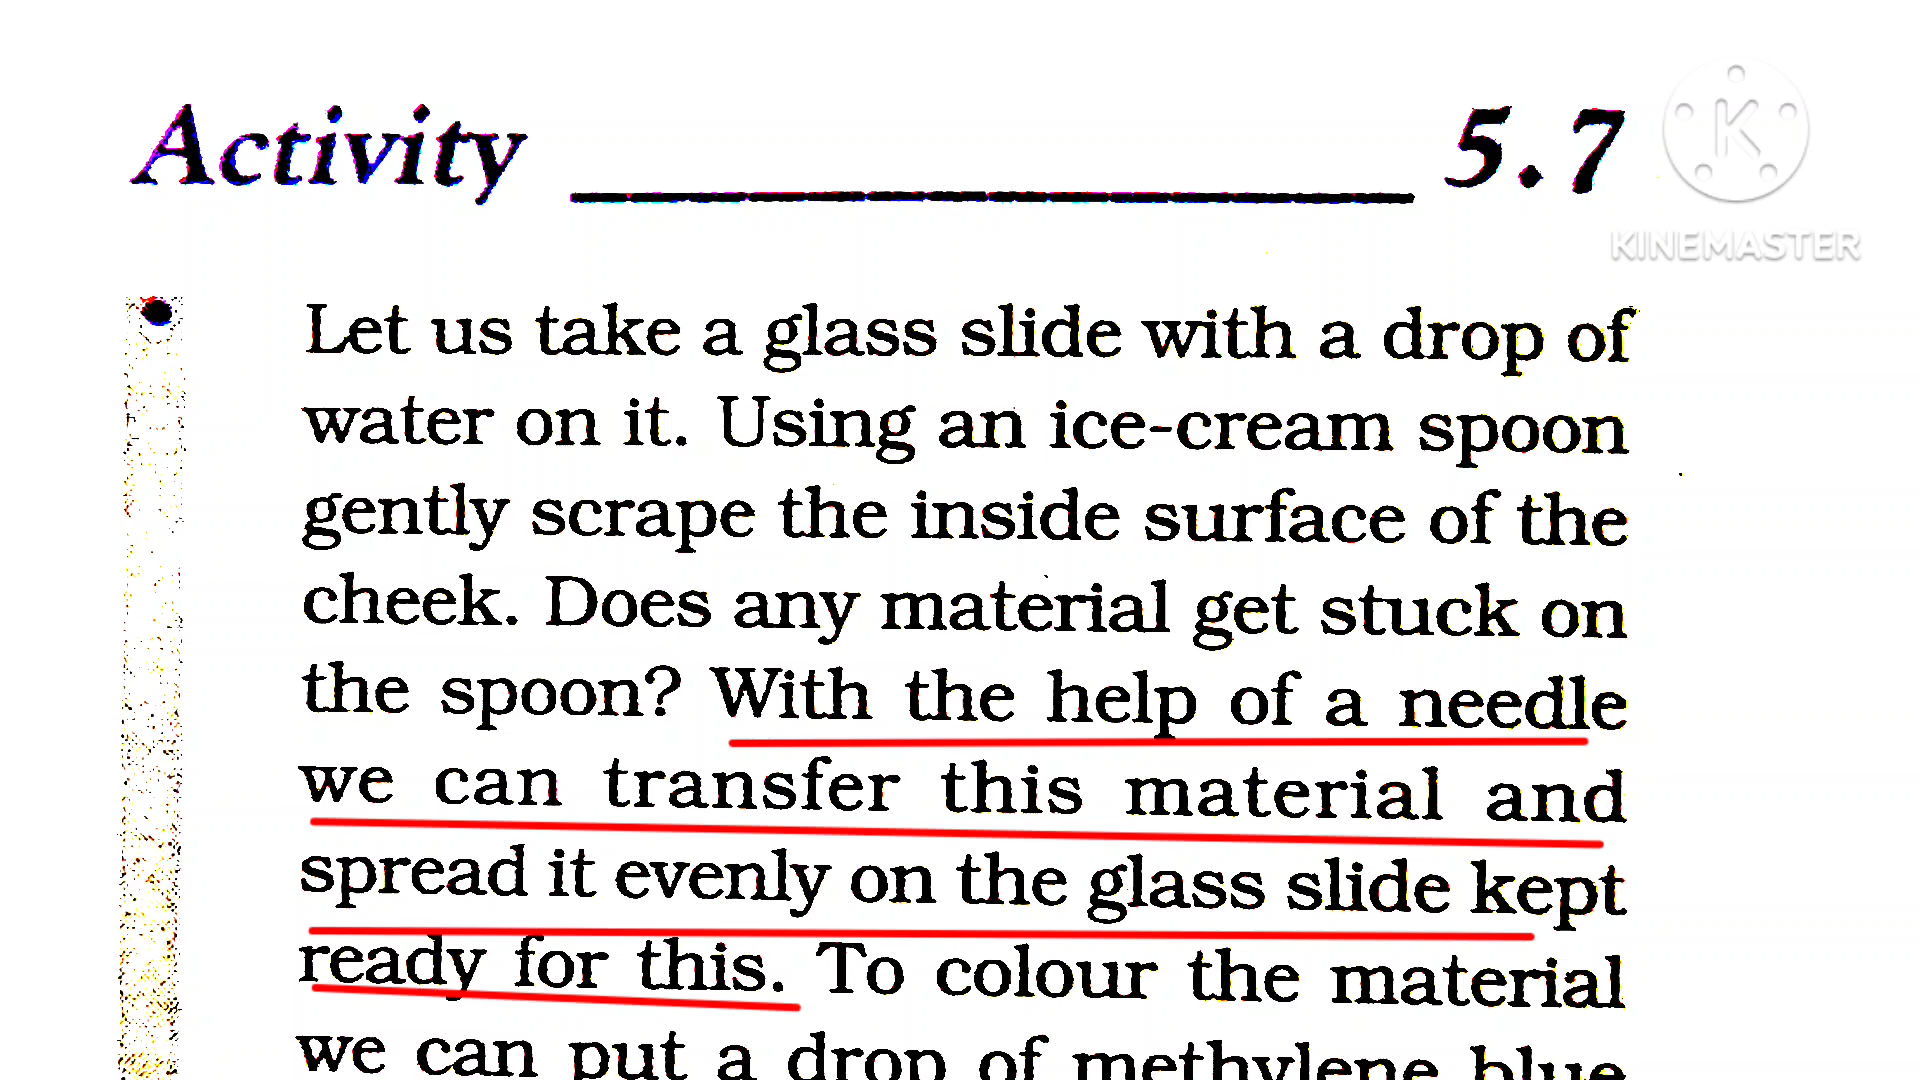 Activity 5.7
K
KINEMASTER
Let us take a glass slide with a drop of
water on it. Using an ice-cream spoon
gently scrape the inside surface of the
cheek. Does any material get stuck on
the spoon? With the help of a needle
we can transfer this material and
spread it evenly on the glass slide kept
ready for this. To colour the material
we can put a drop of methylene blue